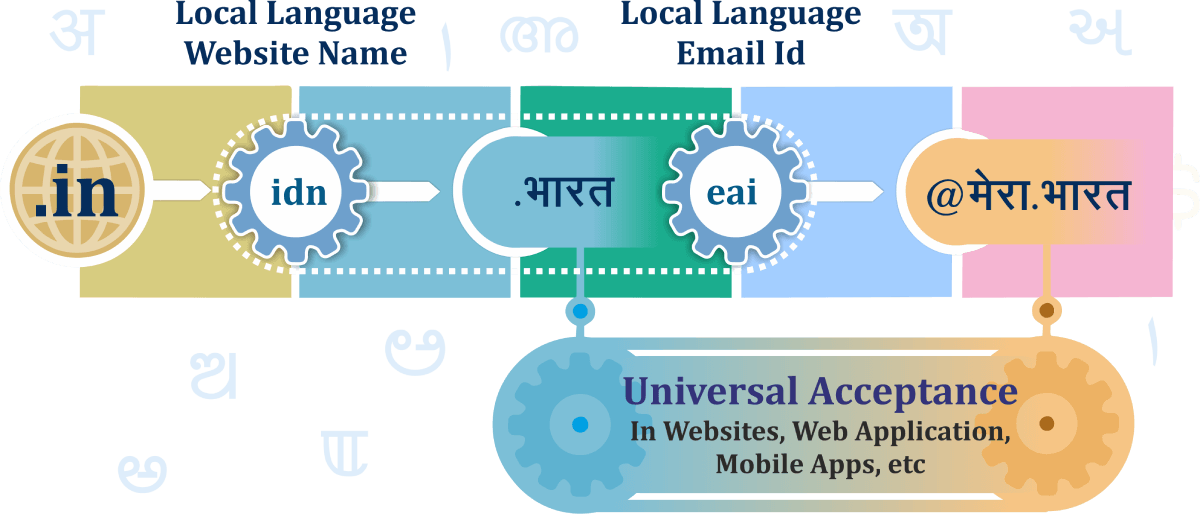 Local Language
Website Name
Local Language
Email Id
अ
ൺ
അ
অ
અ
.in
idn
.भारत
eai
@मेरा.भारत
Universal Acceptance
In Websites, Web Application,
Mobile Apps, etc
ಅ
అ